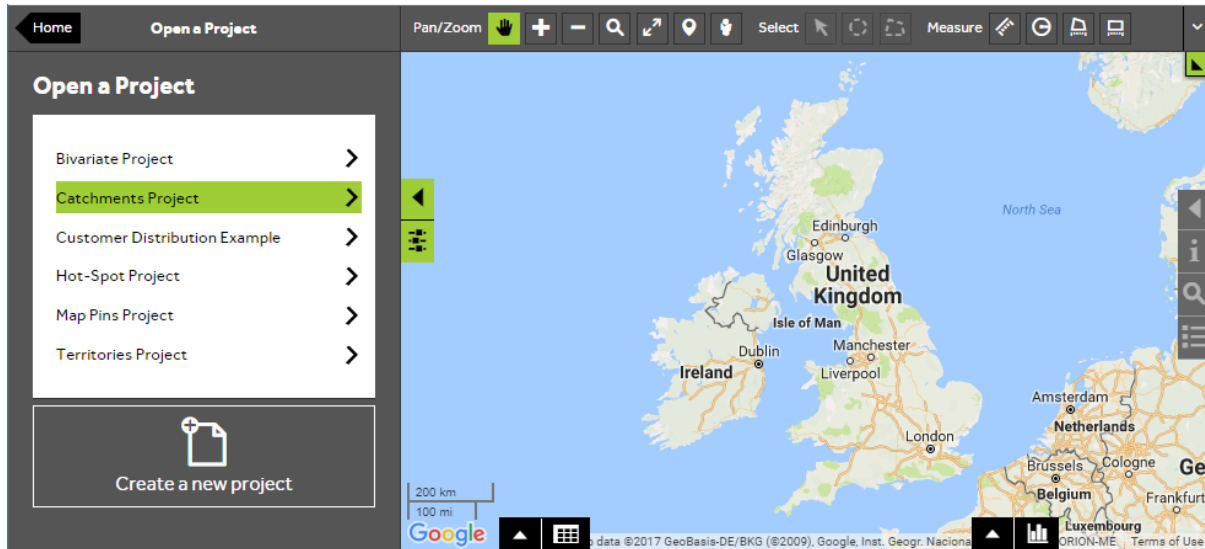 Home
Open a Project
Pan/Zoom
Select
Measure
Open a Project
Bivariate Project
Catchments Project
Customer Distribution Example
Hot-Spot Project
Map Pins Project
Territories Project
Create a new project
North Sea
Edinburgh
Glasgow
United
Kingdom
Isle of Man
Dublin
Manchester
Ireland
Liverpool
Amsterdam
Netherlands
London
Brussels
Cologne
Ge
Belgium
Frankfurt
Luxembourg
200 km
100 mi
Google
data ©2017 GeoBasis-DE/BKG (©2009), Google, Inst. Geogr. Naciona
ORION-ME
Terms of Use